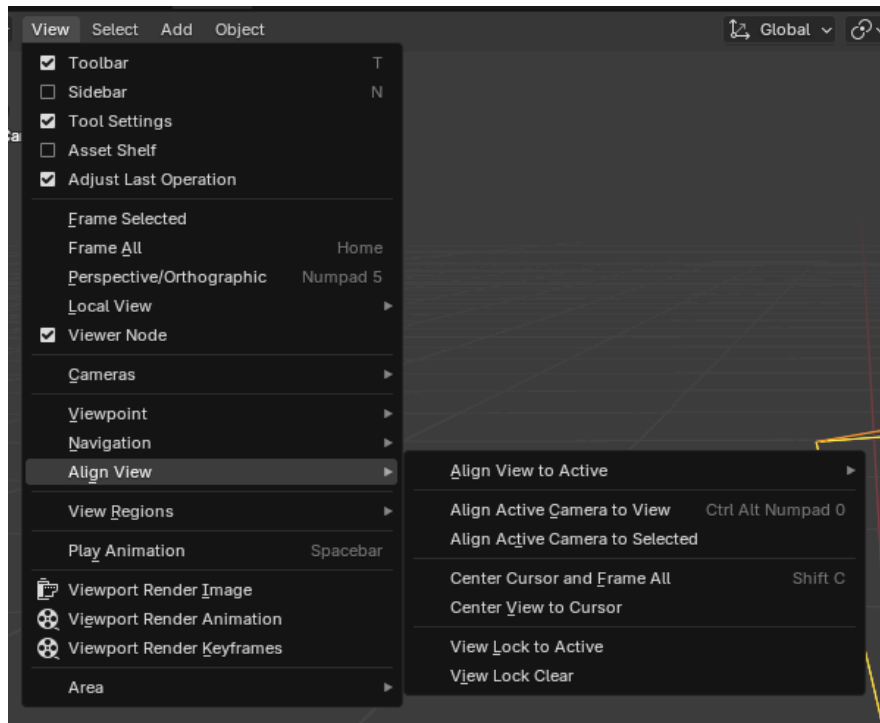 View Select Add Object Global
Toolbar T
Sidebar N
Tool Settings
Asset Shelf
Adjust Last Operation
Frame Selected
Frame All Home
Perspective/Orthographic Numpad 5
Local View
Viewer Node
Cameras
Viewpoint
Navigation
Align View
View Regions
Play Animation Spacebar
Viewport Render Image
Viewport Render Animation
Viewport Render Keyframes
Area
Align View to Active
Align Active Camera to View Ctrl Alt Numpad 0
Align Active Camera to Selected
Center Cursor and Frame All Shift C
Center View to Cursor
View Lock to Active
View Lock Clear